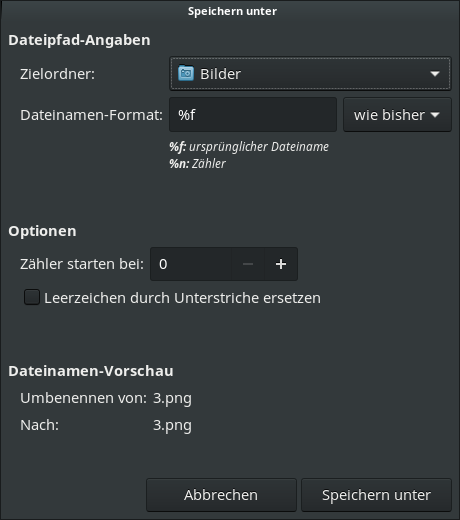 Speichern unter
Dateipfad-Angaben
Zielordner: Bilder
Dateinamen-Format: %f wie bisher
%f: ursprünglicher Dateiname
%n: Zähler
Optionen
Zähler starten bei: 0 − +
Leerzeichen durch Unterstriche ersetzen
Dateinamen-Vorschau
Umbenennen von: 3.png
Nach: 3.png
Abbrechen Speichern unter